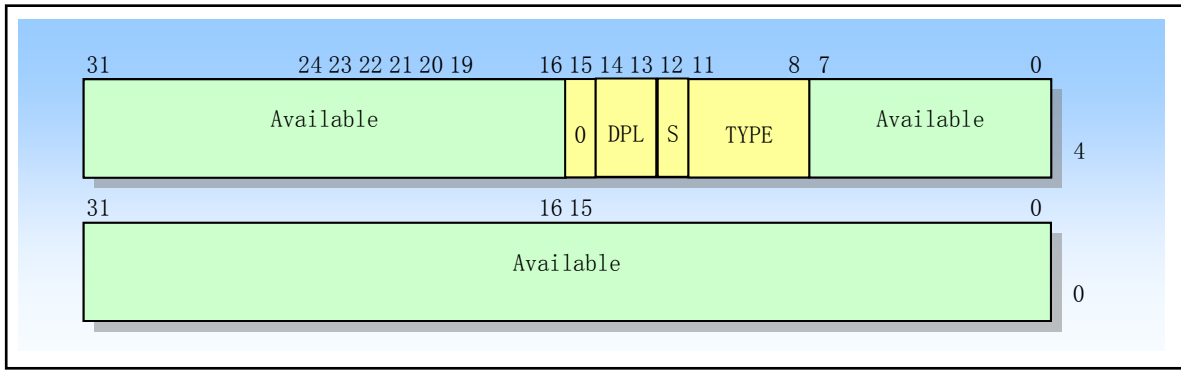 31 24 23 22 21 20 19 16 15 14 13 12 11 8 7 0
Available 0 DPL S TYPE Available
4
31 16 15 0
Available
0